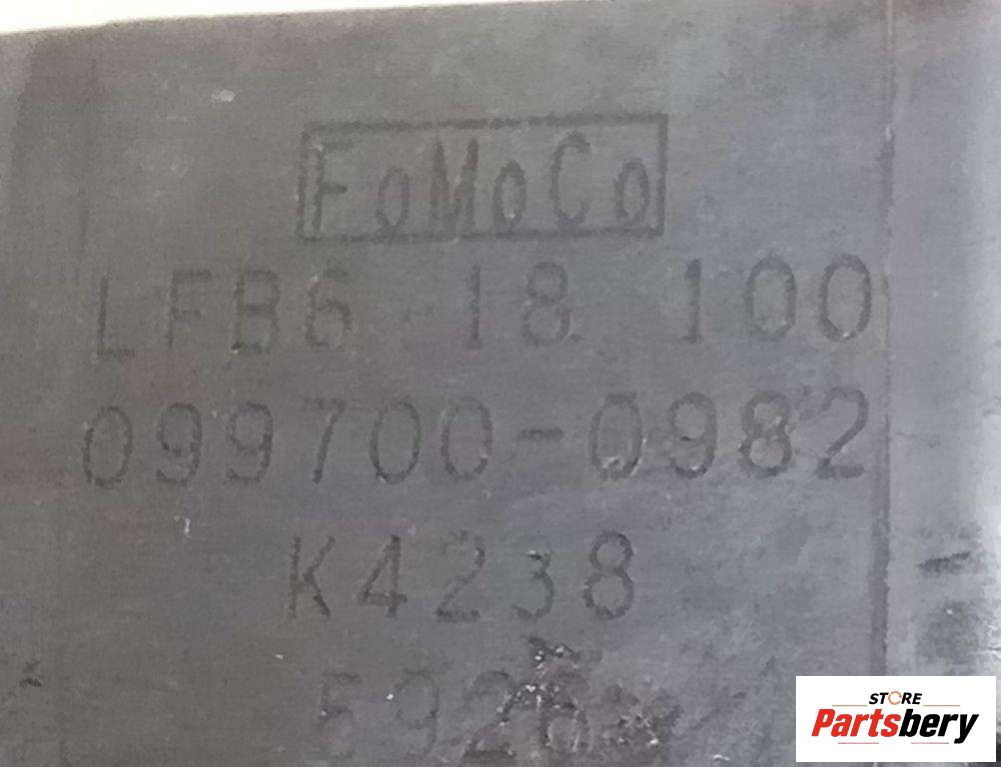 FoMoCo
LFB6 18 100
099700-0982
K4238
STORE
Partsbery